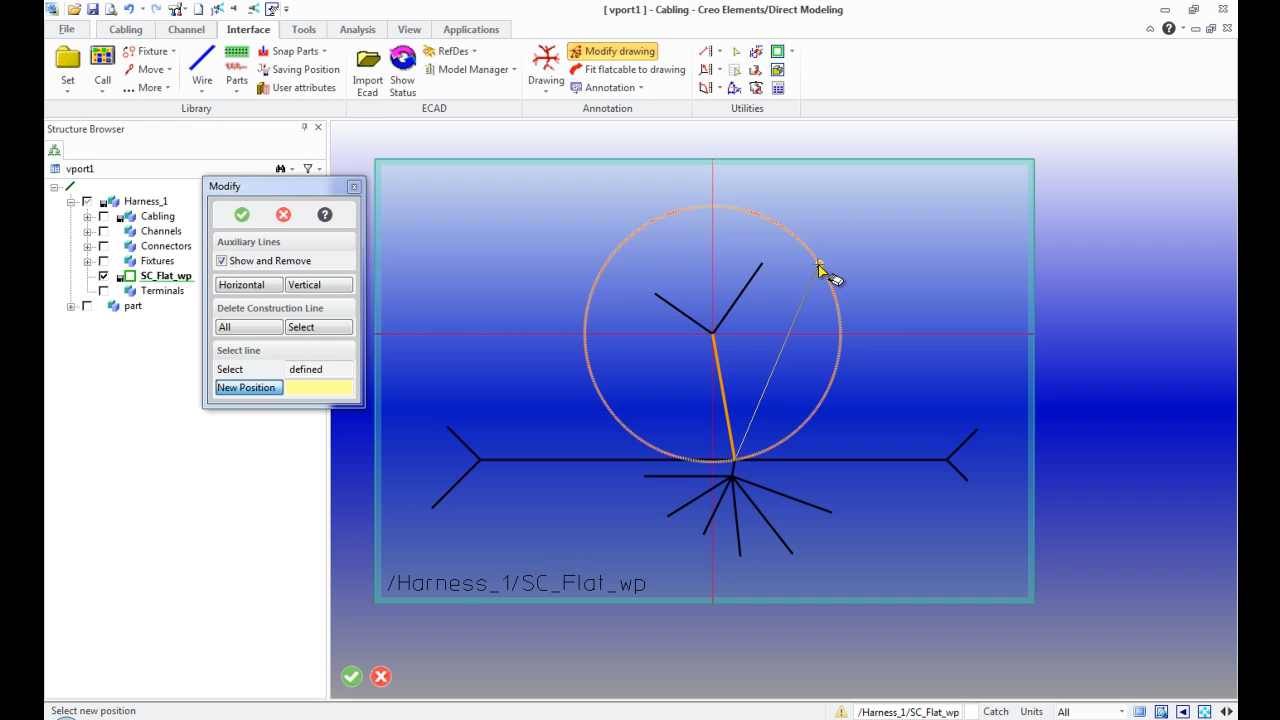 [ vport1 ] - Cabling - Creo Elements/Direct Modeling
File Cabling Channel Interface Tools Analysis View Applications
Set Call Fixture Move More Wire Parts Snap Parts Saving Position User attributes
Import Ecad Show Status RefDes Model Manager
Drawing Modify drawing Fit flatcable to drawing Annotation
Library ECAD Annotation Utilities
Structure Browser
vport1
Harness_1
Cabling
Channels
Connectors
Fixtures
SC_Flat_wp
Terminals
part
Modify
Auxiliary Lines
Show and Remove
Horizontal Vertical
Delete Construction Line
All Select
Select line
Select defined
New Position
/Harness_1/SC_Flat_wp
Select new position
/Harness_1/SC_Flat_wp Catch Units All